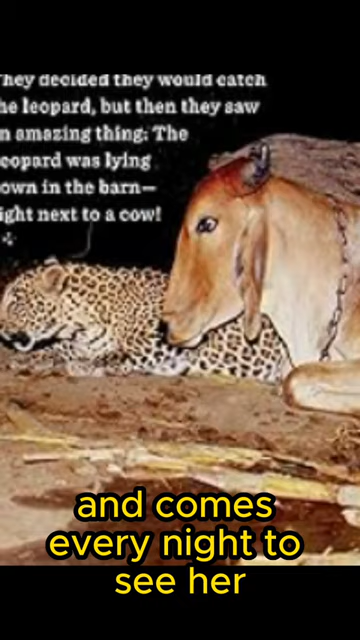 hey decided they would catch
he leopard, but then they saw
n amazing thing: The
eopard was lying
own in the barn—
ight next to a cow!
and comes
every night to
see her